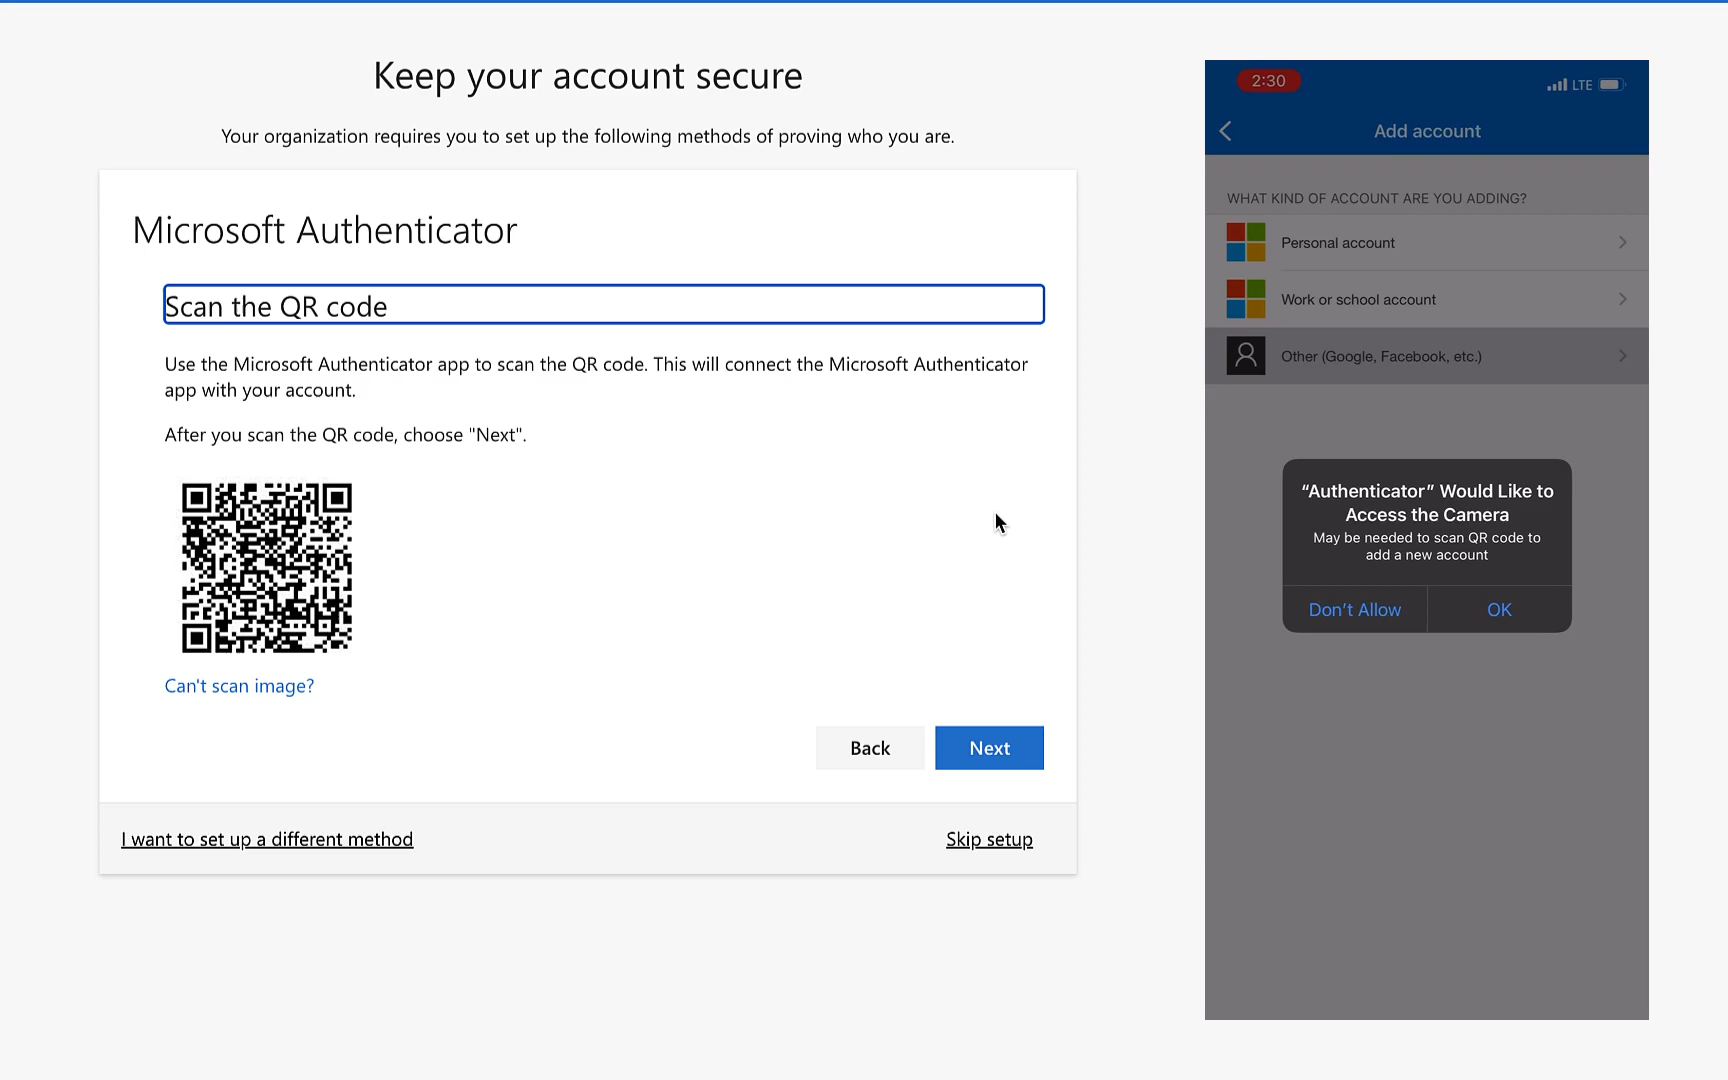 Keep your account secure
Your organization requires you to set up the following methods of proving who you are.
Microsoft Authenticator
Scan the QR code
Use the Microsoft Authenticator app to scan the QR code. This will connect the Microsoft Authenticator
app with your account.
After you scan the QR code, choose "Next".
Can't scan image?
Back
Next
I want to set up a different method
Skip setup
2:30
LTE
Add account
WHAT KIND OF ACCOUNT ARE YOU ADDING?
Personal account
Work or school account
Other (Google, Facebook, etc.)
“Authenticator” Would Like to
Access the Camera
May be needed to scan QR code to
add a new account
Don’t Allow
OK